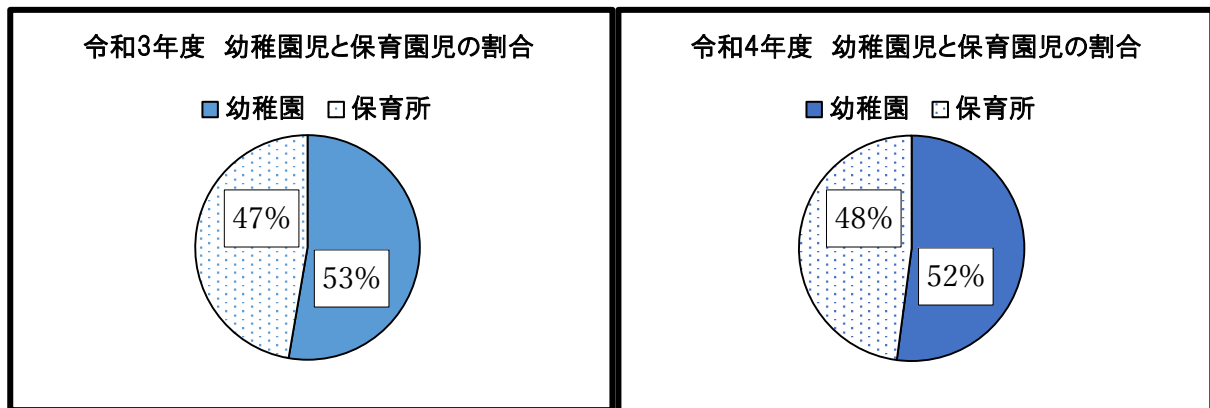 令和3年度 幼稚園児と保育園児の割合
幼稚園 保育所
47%
53%
令和4年度 幼稚園児と保育園児の割合
幼稚園 保育所
48%
52%